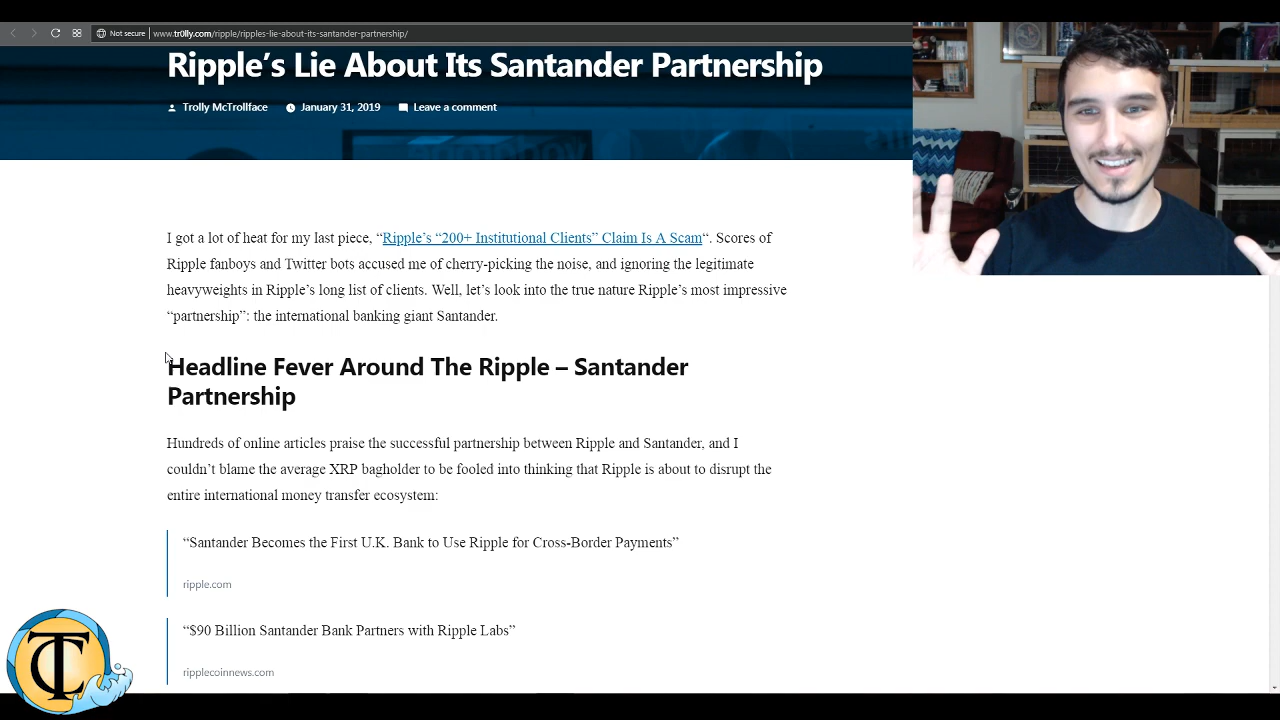 Not secure | www.tr0lly.com/ripple/ripples-lie-about-its-santander-partnership/
Ripple’s Lie About Its Santander Partnership
Trolly McTrollface January 31, 2019 Leave a comment
I got a lot of heat for my last piece, “Ripple’s “200+ Institutional Clients” Claim Is A Scam“. Scores of
Ripple fanboys and Twitter bots accused me of cherry-picking the noise, and ignoring the legitimate
heavyweights in Ripple’s long list of clients. Well, let’s look into the true nature Ripple’s most impressive
“partnership”: the international banking giant Santander.
Headline Fever Around The Ripple – Santander
Partnership
Hundreds of online articles praise the successful partnership between Ripple and Santander, and I
couldn’t blame the average XRP bagholder to be fooled into thinking that Ripple is about to disrupt the
entire international money transfer ecosystem:
“Santander Becomes the First U.K. Bank to Use Ripple for Cross-Border Payments”
ripple.com
“$90 Billion Santander Bank Partners with Ripple Labs”
ripplecoinnews.com
TC